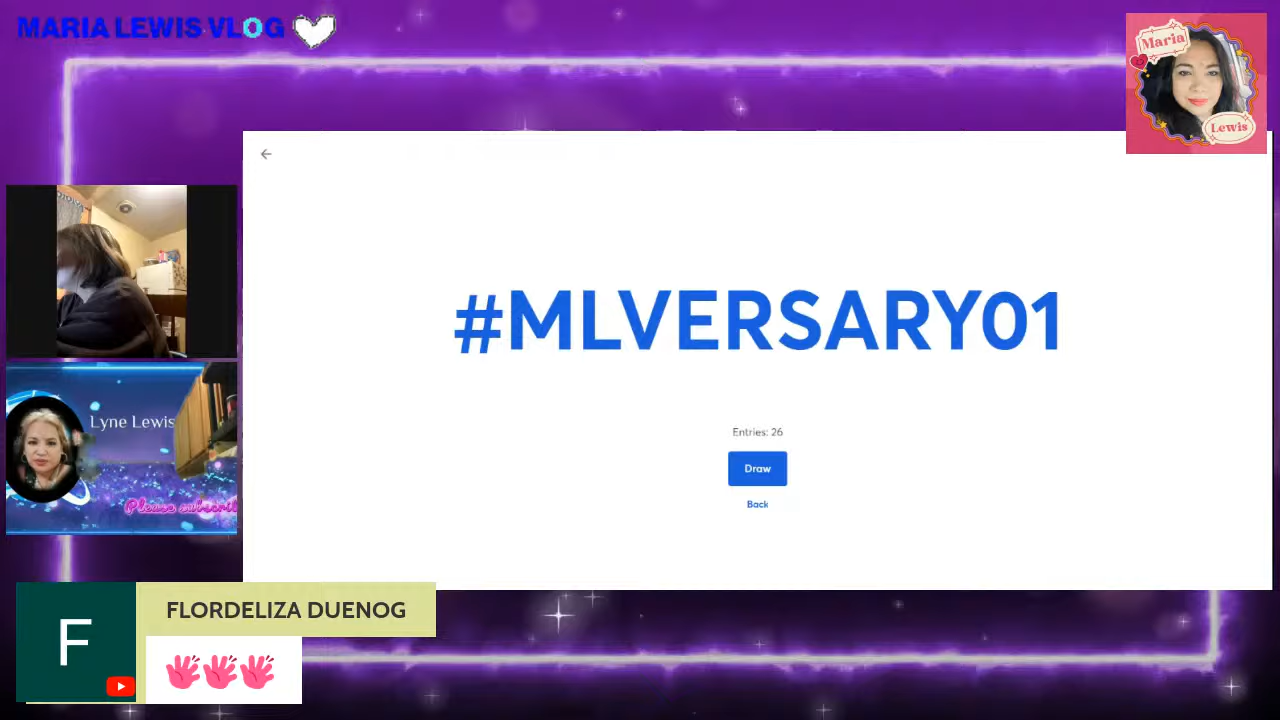 MARIA LEWIS VLOG
Maria
Lewis
#MLVERSARY01
Entries: 26
Draw
Back
Lyne Lewis
Please subscrib
F
FLORDELIZA DUENOG